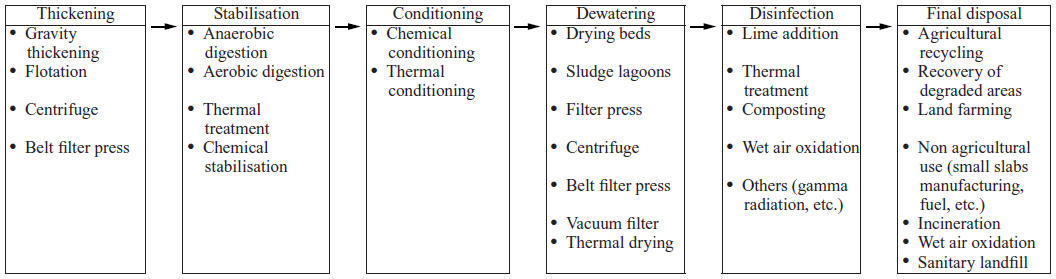 Thickening
• Gravity
thickening
• Flotation
• Centrifuge
• Belt filter press
Stabilisation
• Anaerobic
digestion
• Aerobic digestion
• Thermal
treatment
• Chemical
stabilisation
Conditioning
• Chemical
conditioning
• Thermal
conditioning
Dewatering
• Drying beds
• Sludge lagoons
• Filter press
• Centrifuge
• Belt filter press
• Vacuum filter
• Thermal drying
Disinfection
• Lime addition
• Thermal
treatment
• Composting
• Wet air oxidation
• Others (gamma
radiation, etc.)
Final disposal
• Agricultural
recycling
• Recovery of
degraded areas
• Land farming
• Non agricultural
use (small slabs
manufacturing,
fuel, etc.)
• Incineration
• Wet air oxidation
• Sanitary landfill